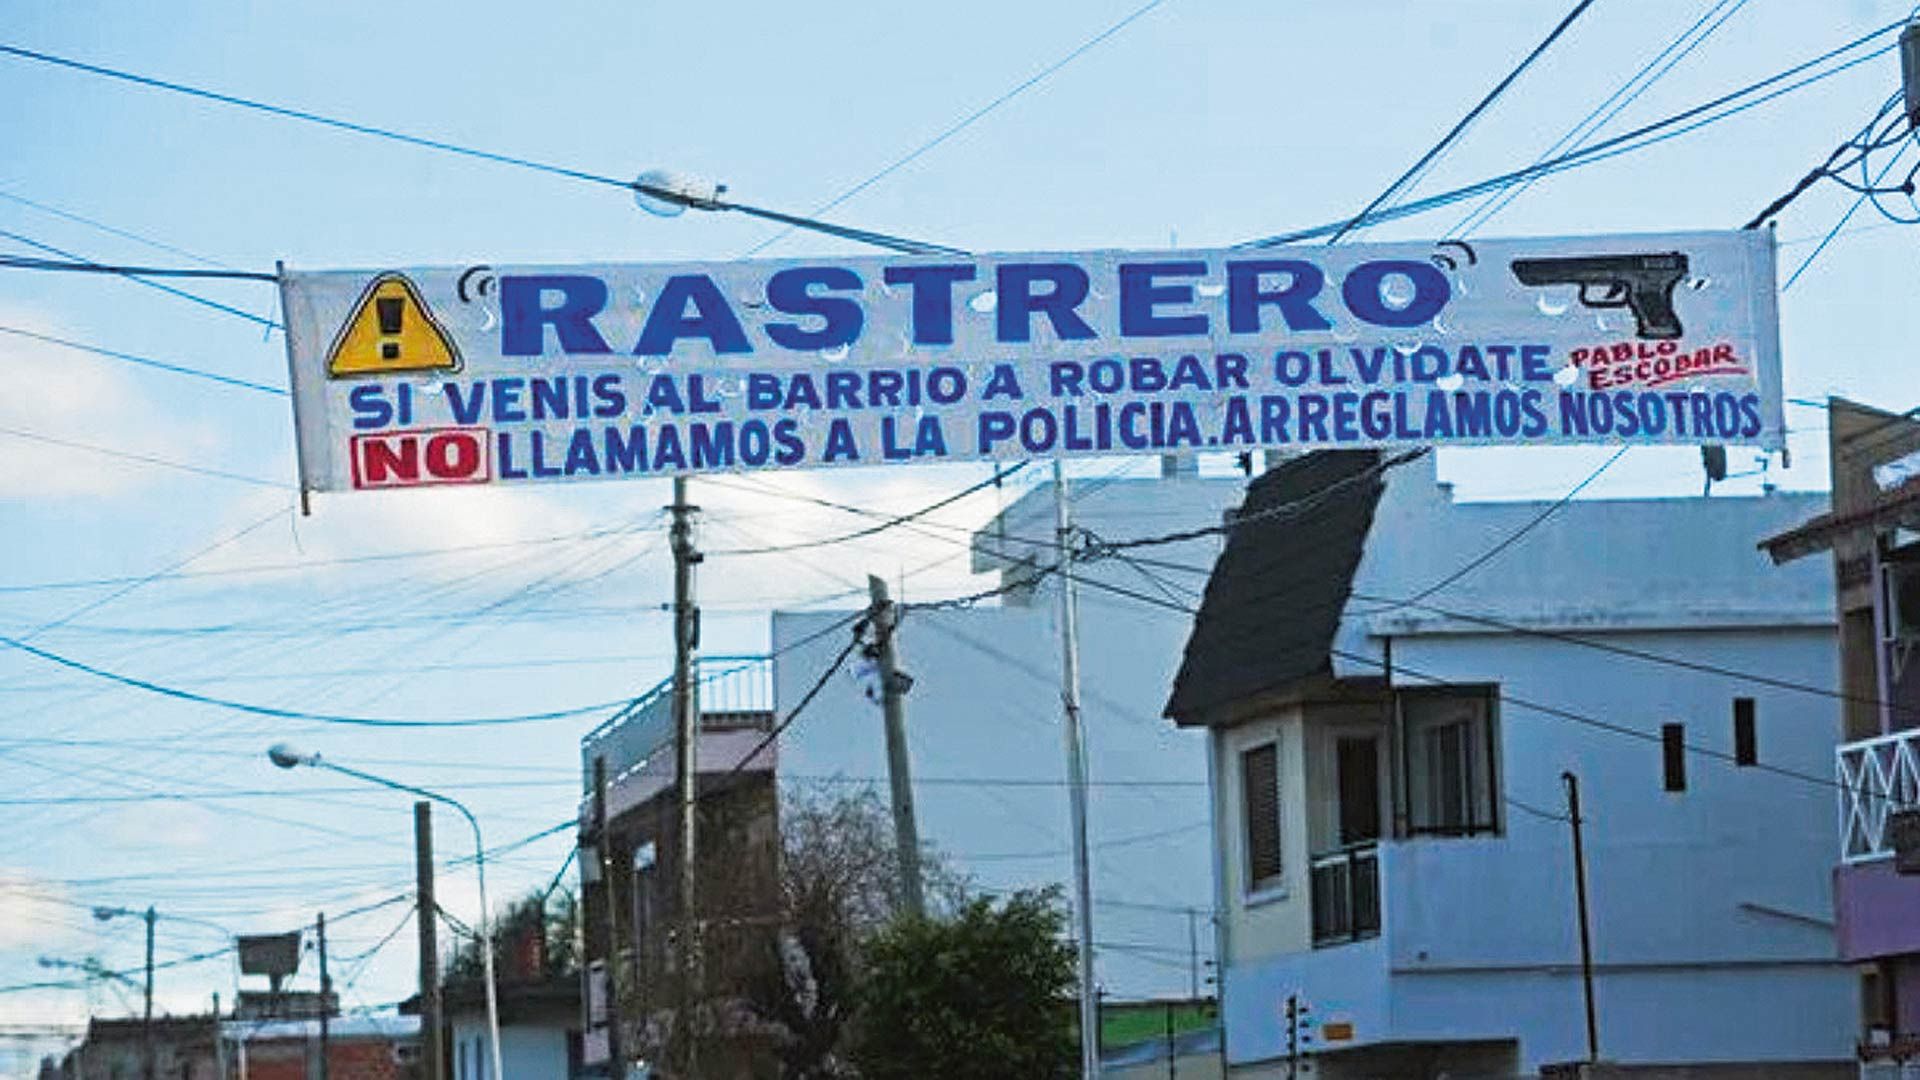 RASTRERO
SI VENIS AL BARRIO A ROBAR OLVIDATE
PABLO
ESCOBAR
NO LLAMAMOS A LA POLICIA. ARREGLAMOS NOSOTROS